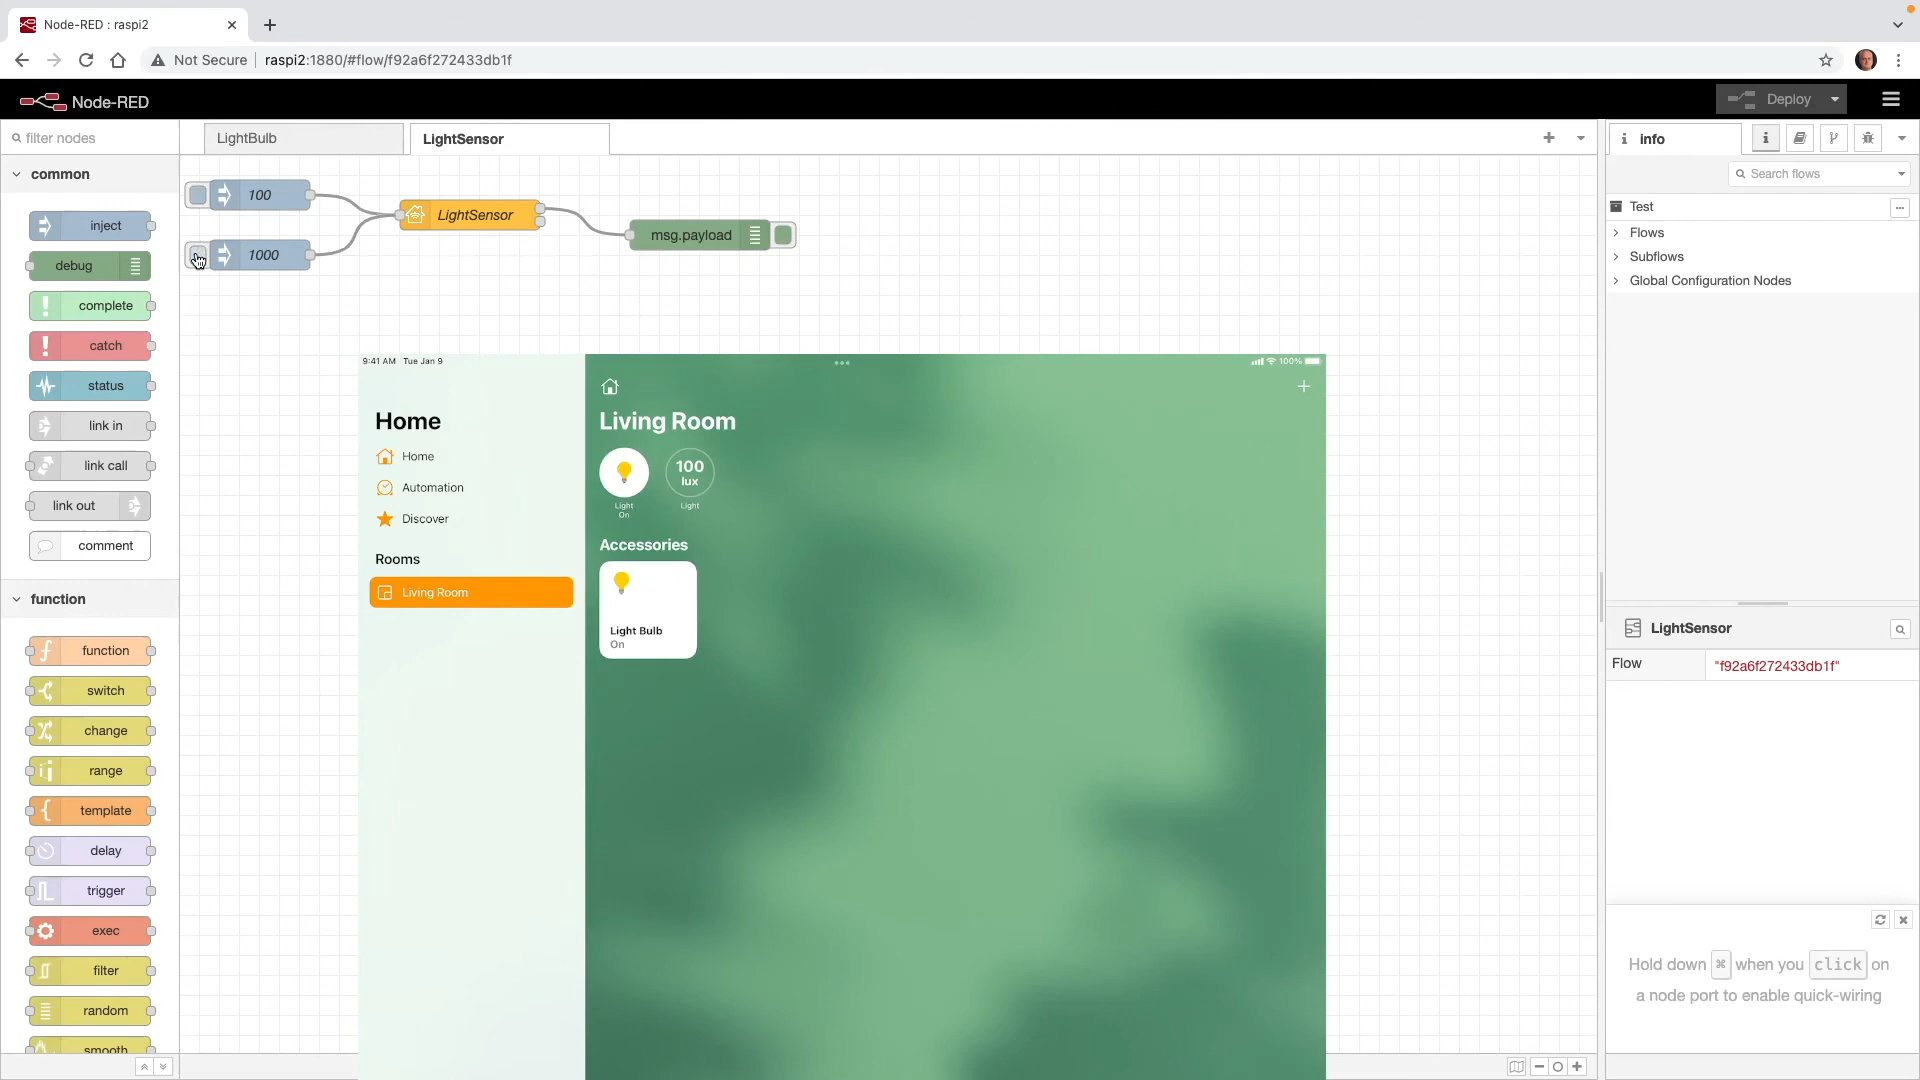 Node-RED : raspi2
Not Secure
raspi2:1880/#flow/f92a6f272433db1f
Node-RED
Deploy
filter nodes
common
inject
debug
complete
catch
status
link in
link call
link out
comment
function
function
switch
change
range
template
delay
trigger
exec
filter
random
smooth
LightBulb
LightSensor
100
1000
LightSensor
msg.payload
9:41 AM Tue Jan 9
100%
Home
Home
Automation
Discover
Rooms
Living Room
Living Room
100
lux
Light
On
Light
Accessories
Light Bulb
On
i info
i
Search flows
Test
...
Flows
Subflows
Global Configuration Nodes
LightSensor
Flow "f92a6f272433db1f"
Hold down ⌘ when you click on
a node port to enable quick-wiring